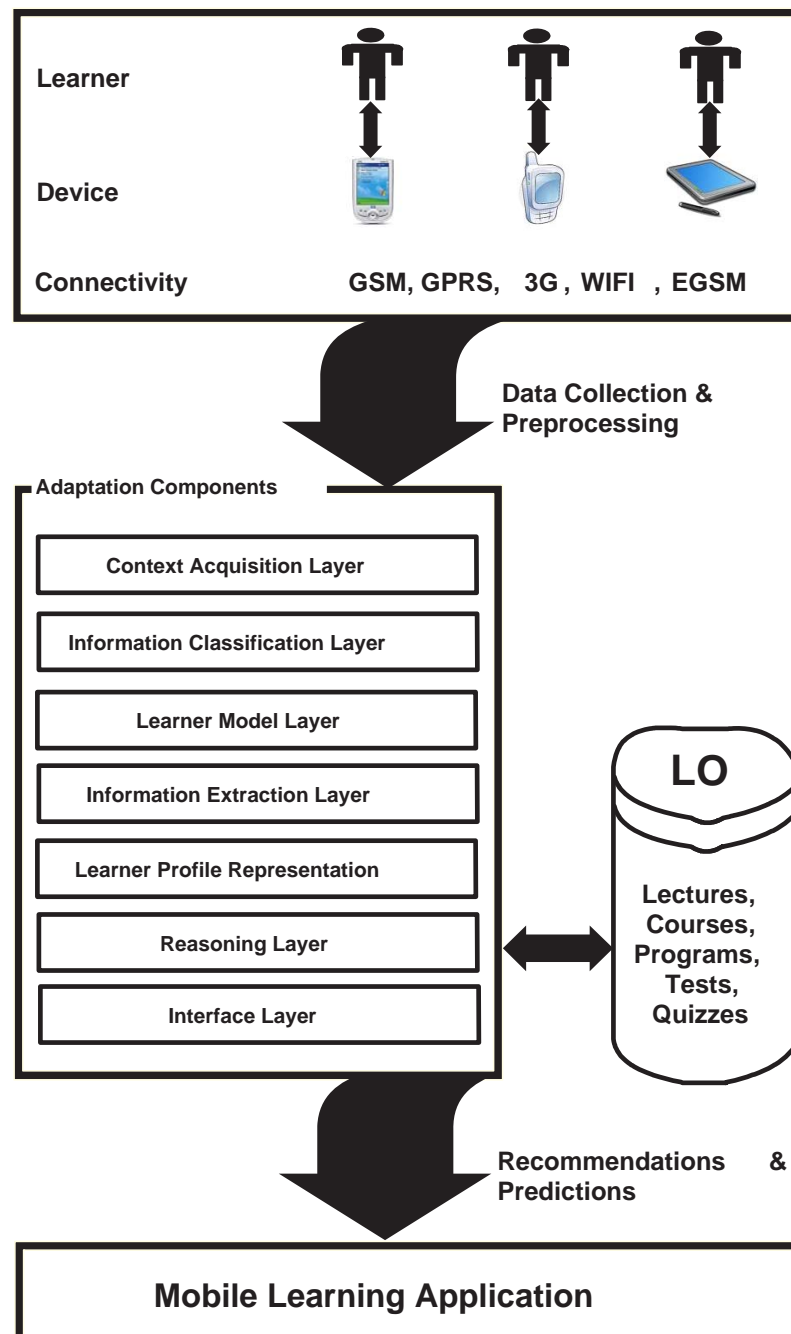 Learner
Device
Connectivity GSM, GPRS, 3G , WIFI , EGSM
Data Collection &
Preprocessing
Adaptation Components
Context Acquisition Layer
Information Classification Layer
Learner Model Layer
Information Extraction Layer
Learner Profile Representation
Reasoning Layer
Interface Layer
LO
Lectures,
Courses,
Programs,
Tests,
Quizzes
Recommendations &
Predictions
Mobile Learning Application